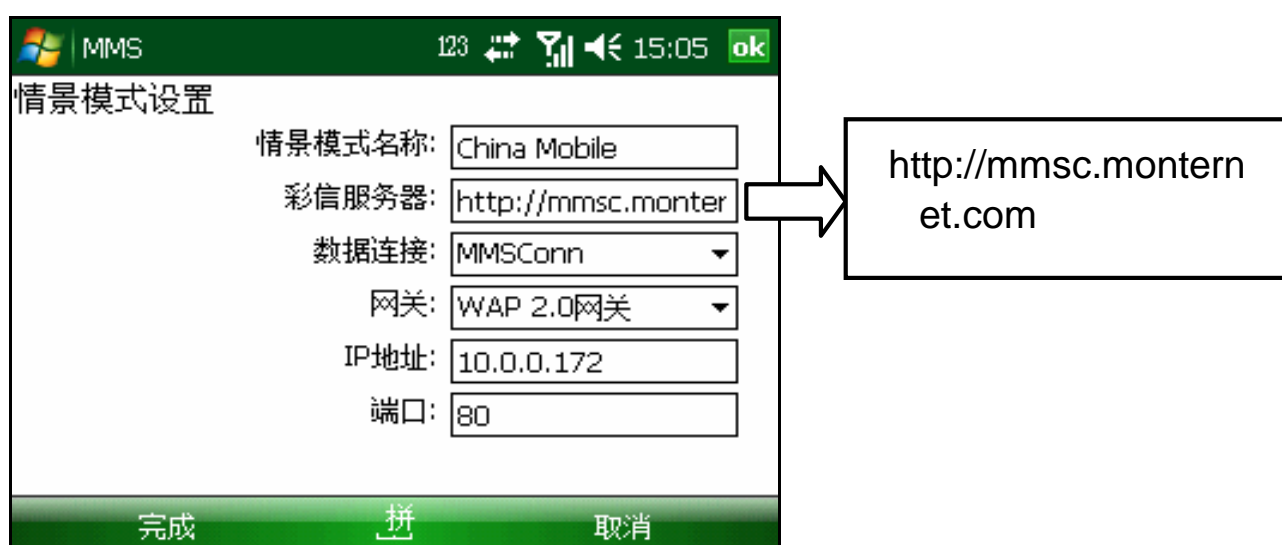 MMS 123 15:05 ok
情景模式设置
情景模式名称: China Mobile
彩信服务器: http://mmsc.monter
http://mmsc.montern
et.com
数据连接: MMSConn
网关: WAP 2.0网关
IP地址: 10.0.0.172
端口: 80
完成 拼 取消